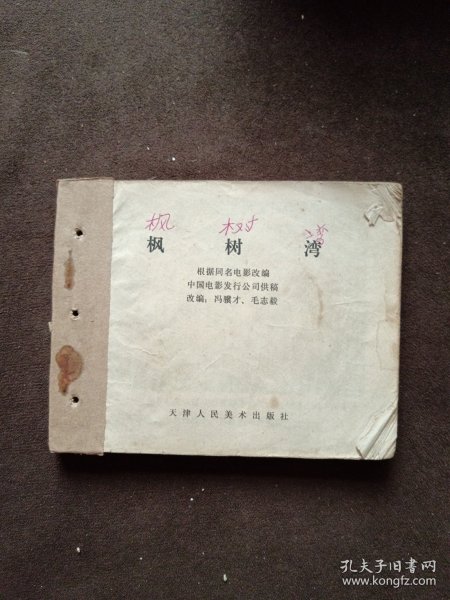 枫 树 湾
枫 树 湾
根据同名电影改编
中国电影发行公司供稿
改编：冯骥才、毛志毅
天津人民美术出版社
孔夫子旧书网
www.kongfz.com